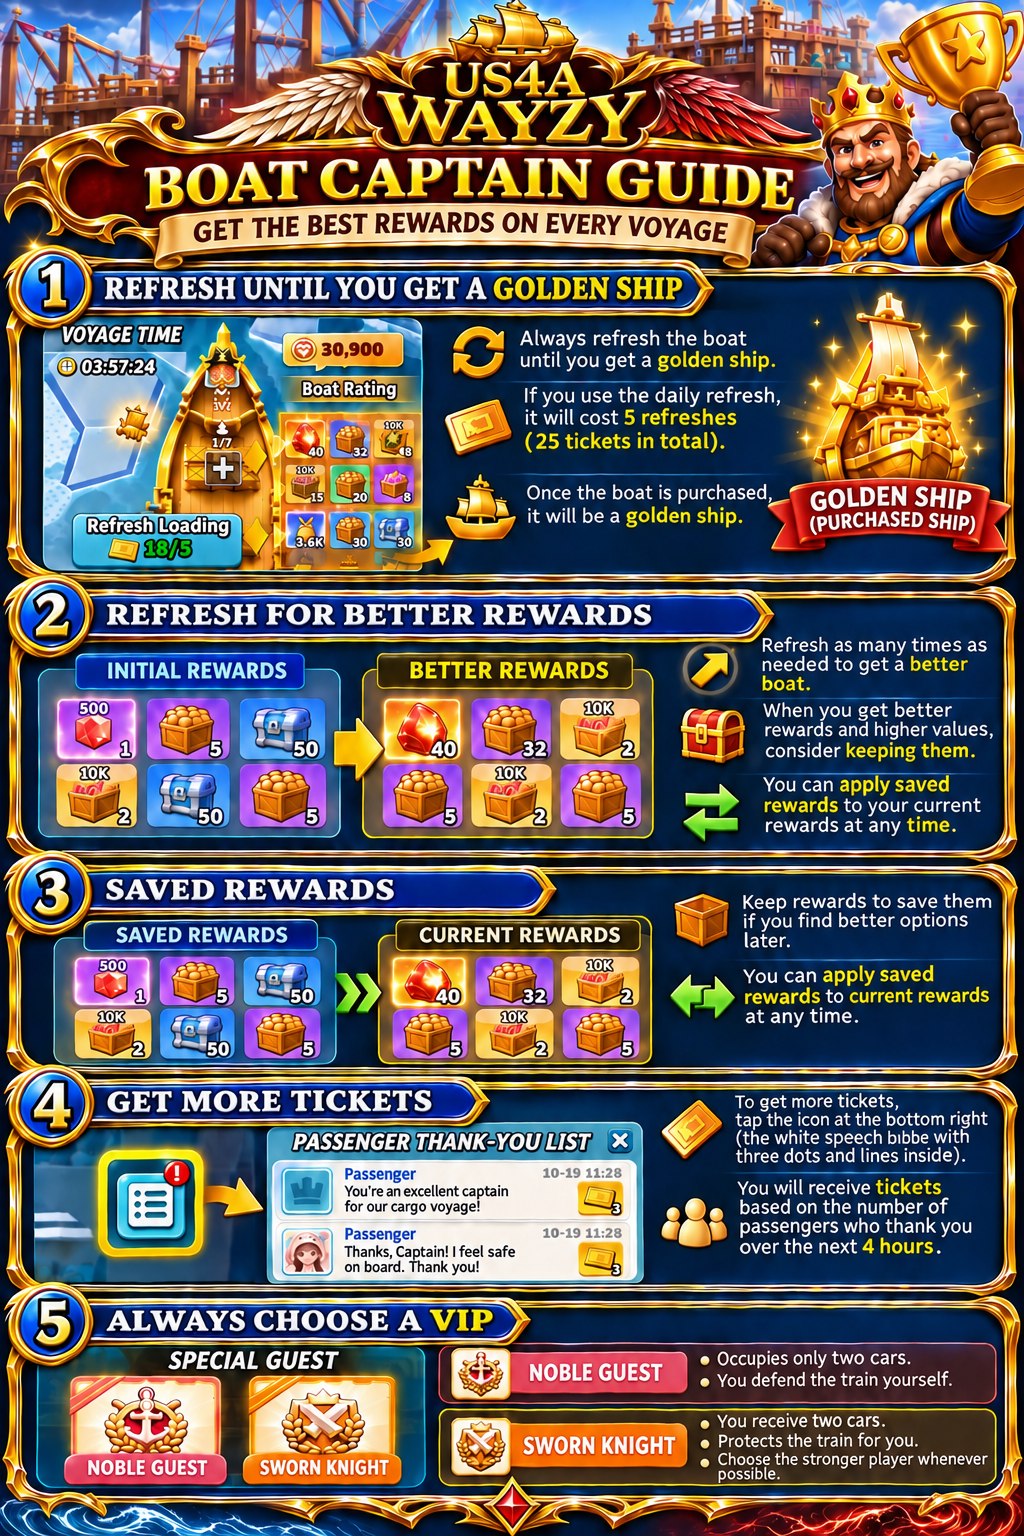 US4A
WAYZY
BOAT CAPTAIN GUIDE
GET THE BEST REWARDS ON EVERY VOYAGE
1
REFRESH UNTIL YOU GET A GOLDEN SHIP
VOYAGE TIME
03:57:24
30,900
Boat Rating
1/7
40
32
10K
8
10K
15
20
8
3.6K
30
30
Refresh Loading
18/5
Always refresh the boat
until you get a golden ship.
If you use the daily refresh,
it will cost 5 refreshes
(25 tickets in total).
Once the boat is purchased,
it will be a golden ship.
GOLDEN SHIP
(PURCHASED SHIP)
2
REFRESH FOR BETTER REWARDS
INITIAL REWARDS
500
1
5
50
10K
2
50
5
BETTER REWARDS
40
32
10K
2
5
10K
2
5
Refresh as many times as
needed to get a better
boat.
When you get better
rewards and higher values,
consider keeping them.
You can apply saved
rewards to your current
rewards at any time.
3
SAVED REWARDS
SAVED REWARDS
500
1
5
50
10K
2
50
5
CURRENT REWARDS
40
32
10K
2
5
10K
2
5
Keep rewards to save them
if you find better options
later.
You can apply saved
rewards to current rewards
at any time.
4
GET MORE TICKETS
!
PASSENGER THANK-YOU LIST
X
Passenger
10-19 11:28
You're an excellent captain
for our cargo voyage!
3
Passenger
10-19 11:28
Thanks, Captain! I feel safe
on board. Thank you!
3
To get more tickets,
tap the icon at the bottom right
(the white speech bıbbe with
three dots and lines inside).
You will receive tickets
based on the number of
passengers who thank you
over the next 4 hours.
5
ALWAYS CHOOSE A VIP
SPECIAL GUEST
NOBLE GUEST
SWORN KNIGHT
NOBLE GUEST
• Occupies only two cars.
• You defend the train yourself.
SWORN KNIGHT
• You receive two cars.
• Protects the train for you.
• Choose the stronger player whenever
possible.